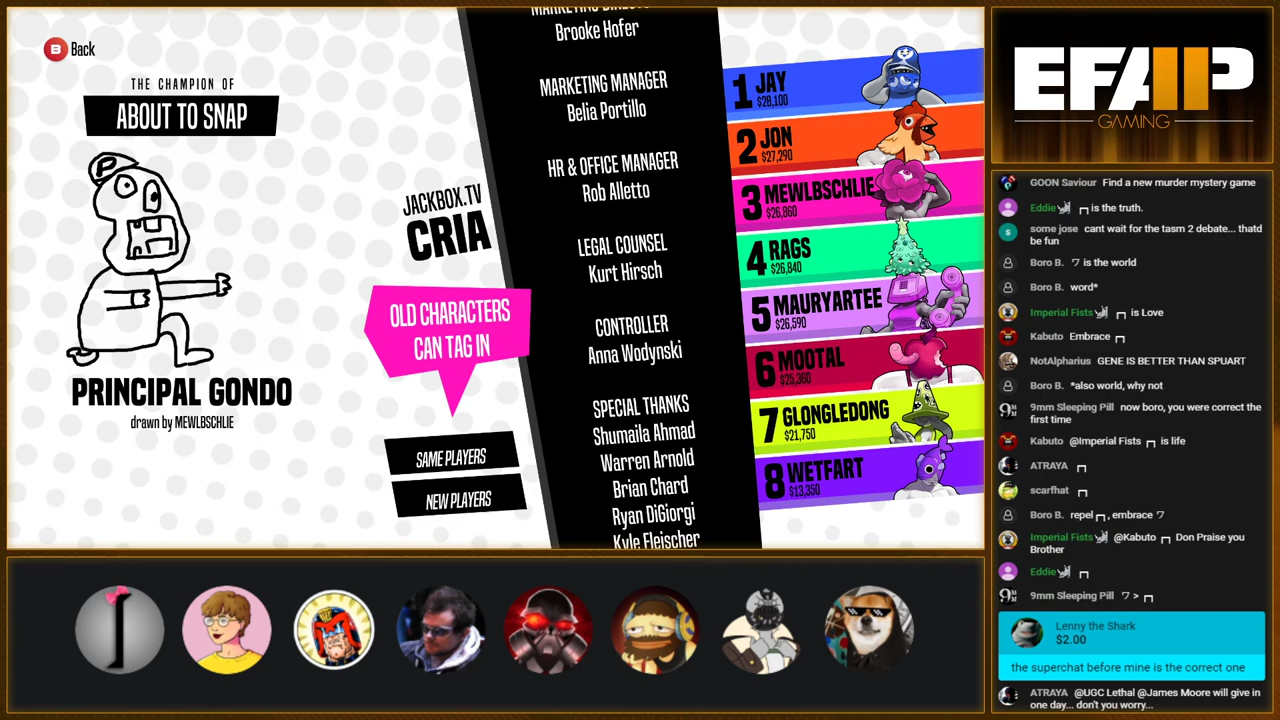 B Back
THE CHAMPION OF
ABOUT TO SNAP
PRINCIPAL GONDO
drawn by MEWLBSCHLIE
JACKBOX.TV
CRIA
OLD CHARACTERS
CAN TAG IN
SAME PLAYERS
NEW PLAYERS
Brooke Hofer
MARKETING MANAGER
Belia Portillo
HR & OFFICE MANAGER
Rob Alletto
LEGAL COUNSEL
Kurt Hirsch
CONTROLLER
Anna Wodynski
SPECIAL THANKS
Shumaila Ahmad
Warren Arnold
Brian Chard
Ryan DiGiorgi
Kyle Fleischer
1 JAY
$28,100
2 JON
$27,290
3 MEWLBSCHLIE
$26,860
4 RAGS
$26,840
5 MAURYARTEE
$26,590
6 MOOTAL
$25,360
7 GLONGLEDONG
$21,750
8 WETFART
$13,350
EFAP
GAMING
GOON Saviour Find a new murder mystery game
Eddie ┏┓ is the truth.
some jose cant wait for the tasm 2 debate... thatd
be fun
Boro B. ワ is the world
Boro B. word*
Imperial Fists ┏┓ is Love
Kabuto Embrace ┏┓
NotAlpharius GENE IS BETTER THAN SPUART
Boro B. *also world, why not
9mm Sleeping Pill now boro, you were correct the
first time
Kabuto @Imperial Fists ┏┓ is life
ATRAYA ┏┓
scarfhat ┏┓
Boro B. repel ┏┓, embrace ワ
Imperial Fists @Kabuto ┏┓ Don Praise you
Brother
Eddie ┏┓
9mm Sleeping Pill ワ > ┏┓
Lenny the Shark
$2.00
the superchat before mine is the correct one
ATRAYA @UGC Lethal @James Moore will give in
one day... don't you worry...